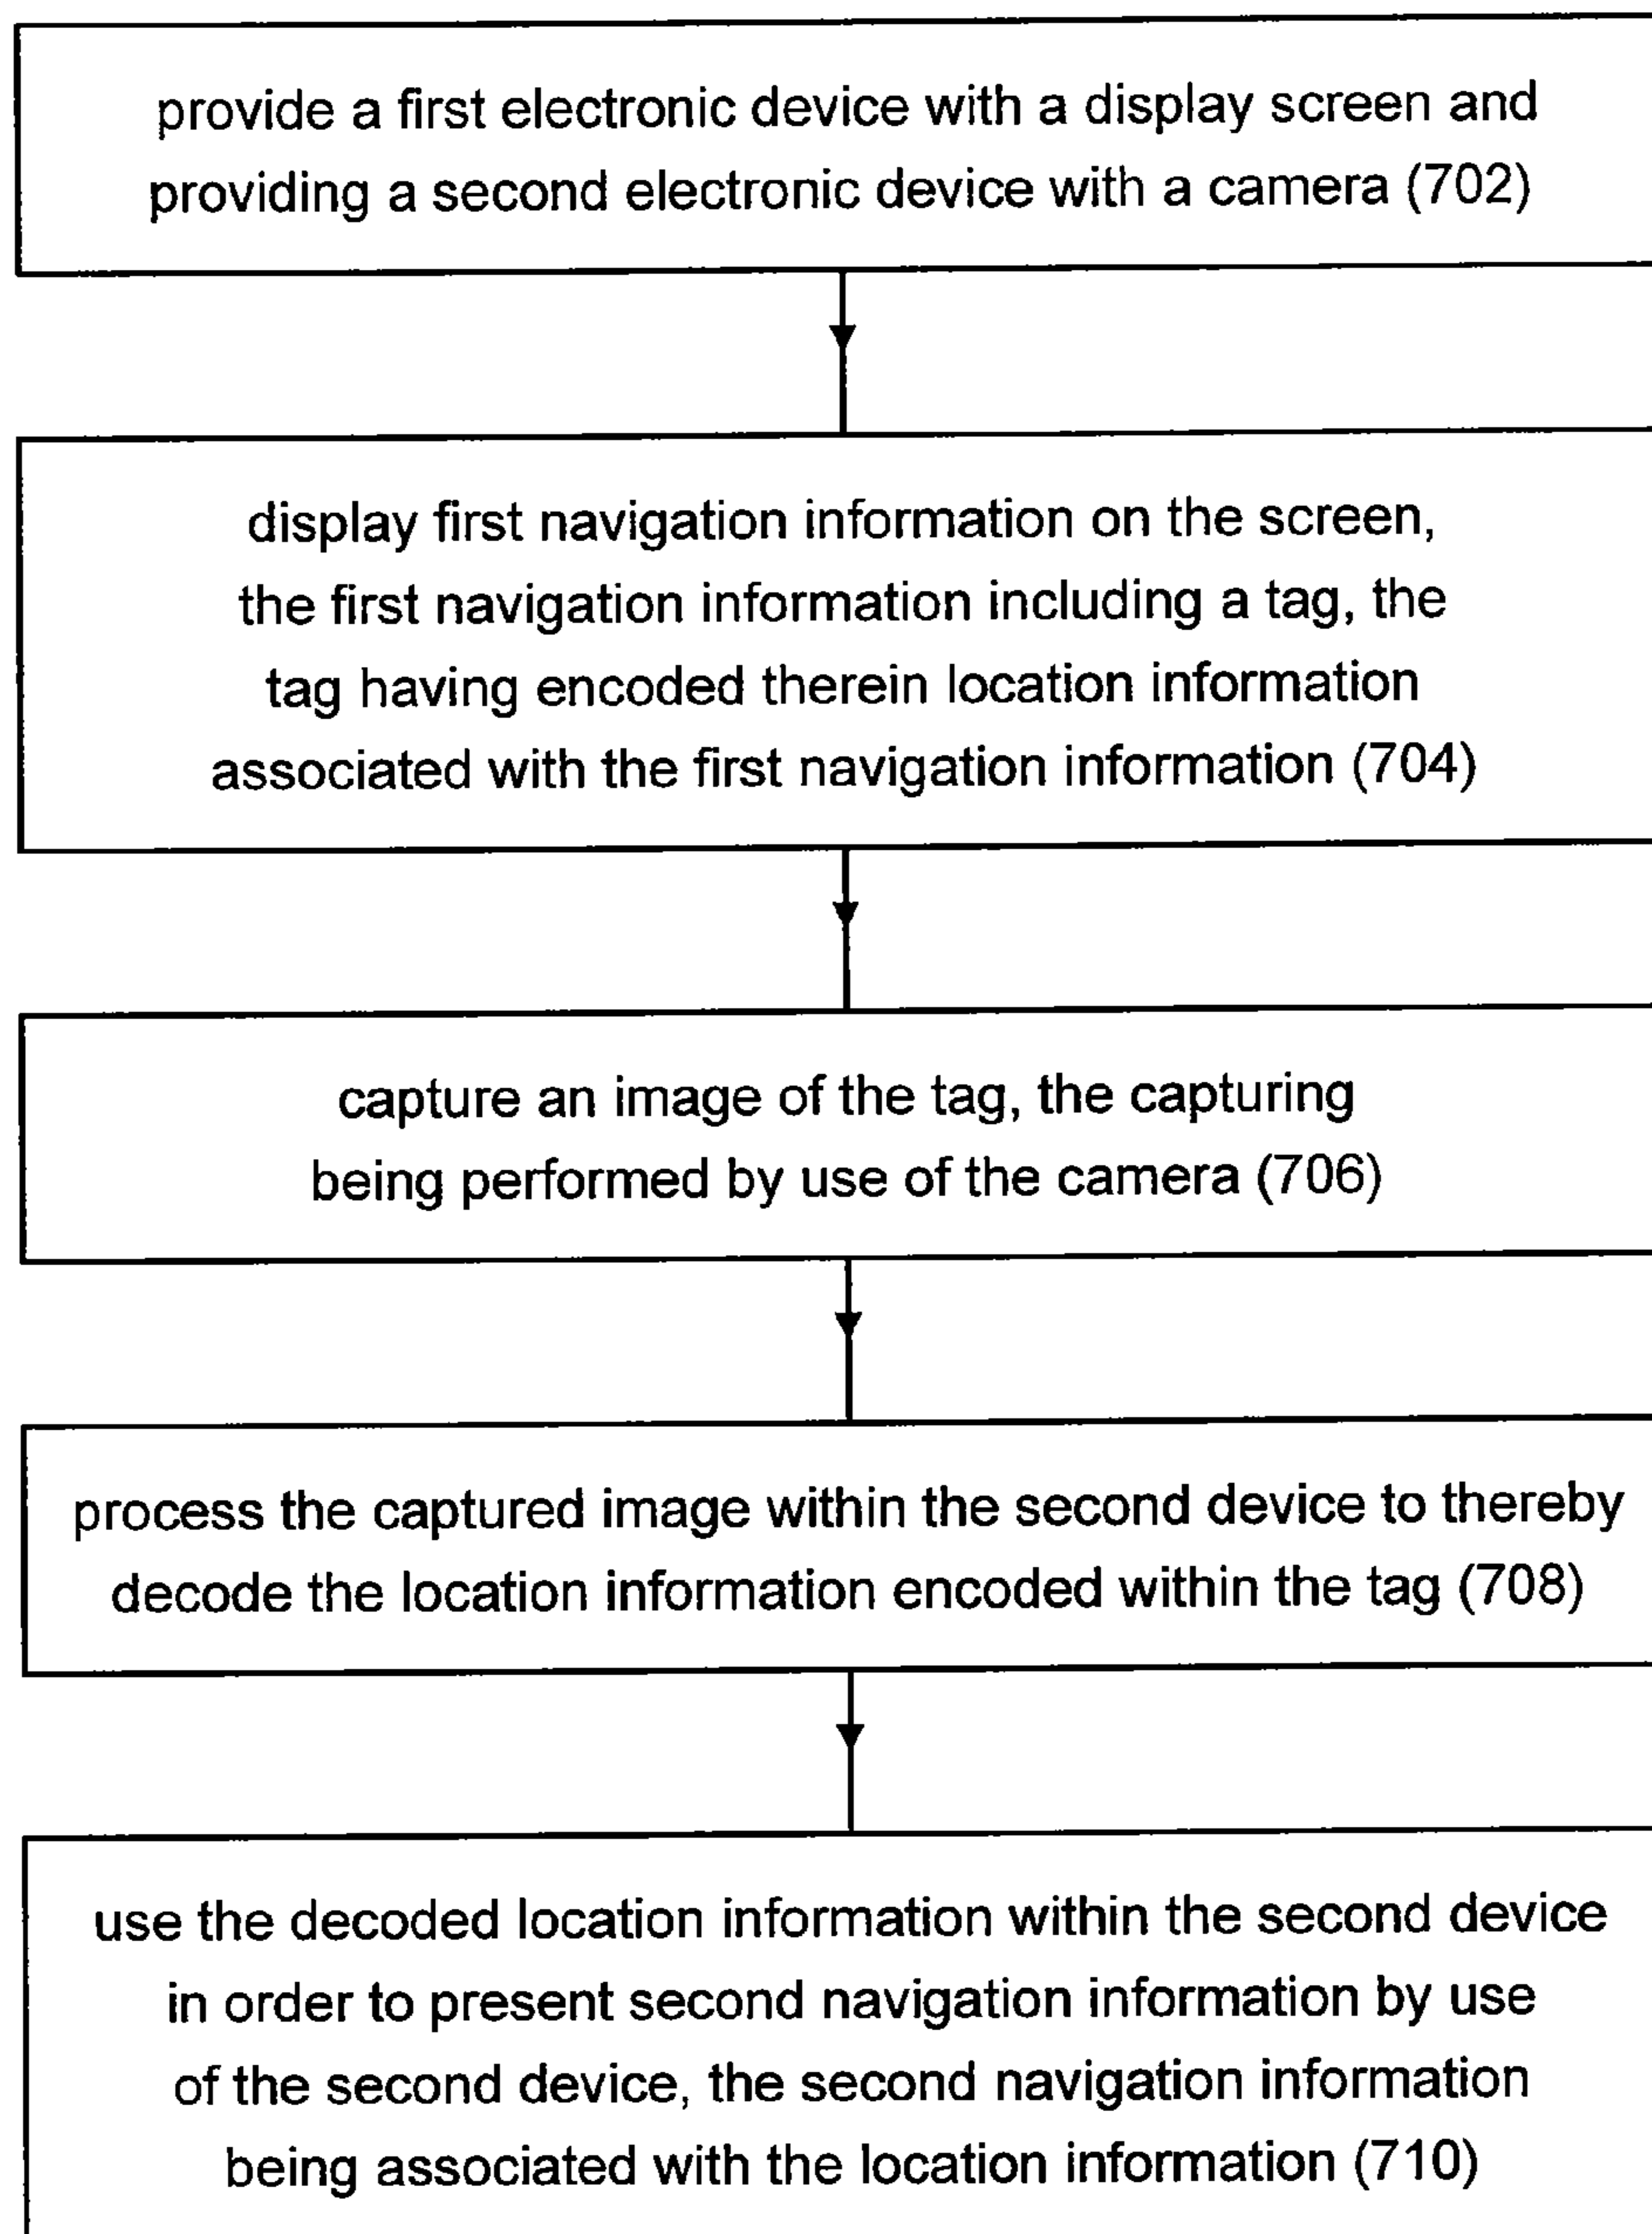 provide a first electronic device with a display screen and
providing a second electronic device with a camera (702)
display first navigation information on the screen,
the first navigation information including a tag, the
tag having encoded therein location information
associated with the first navigation information (704)
capture an image of the tag, the capturing
being performed by use of the camera (706)
process the captured image within the second device to thereby
decode the location information encoded within the tag (708)
use the decoded location information within the second device
in order to present second navigation information by use
of the second device, the second navigation information
being associated with the location information (710)